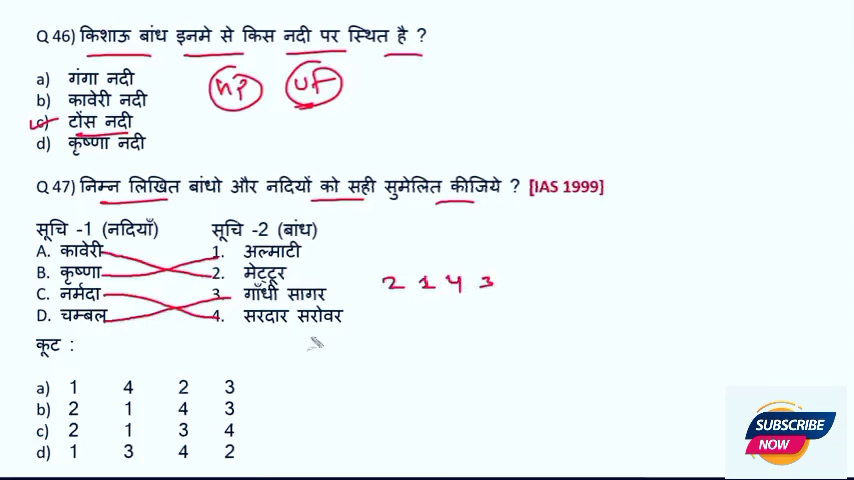 Q 46) किशाऊ बांध इनमे से किस नदी पर स्थित है ?
a) गंगा नदी
b) कावेरी नदी
c) टोंस नदी
d) कृष्णा नदी
HP
UK
Q 47) निम्न लिखित बांधो और नदियों को सही सुमेलित कीजिये ? [IAS 1999]
सूचि -1 (नदियाँ) सूचि -2 (बांध)
A. कावेरी 1. अल्माटी
B. कृष्णा 2. मेटटूर
C. नर्मदा 3. गाँधी सागर
D. चम्बल 4. सरदार सरोवर
2 1 4 3
कूट :
a) 1 4 2 3
b) 2 1 4 3
c) 2 1 3 4
d) 1 3 4 2
SUBSCRIBE
NOW